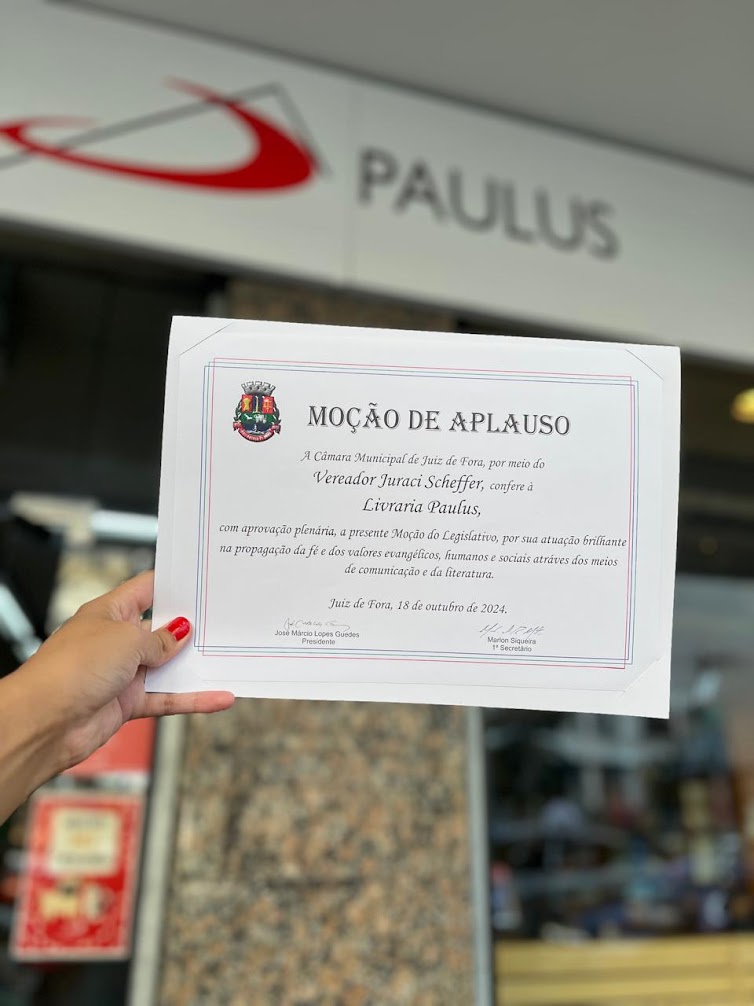 PAULUS
MOÇÃO DE APLAUSO
A Câmara Municipal de Juiz de Fora, por meio do
Vereador Juraci Scheffer, confere à
Livraria Paulus,
com aprovação plenária, a presente Moção do Legislativo, por sua atuação brilhante
na propagação da fé e dos valores evangélicos, humanos e sociais atráves dos meios
de comunicação e da literatura.
Juiz de Fora, 18 de outubro de 2024.
José Márcio Lopes Guedes
Presidente
Marlon Siqueira
1º Secretário